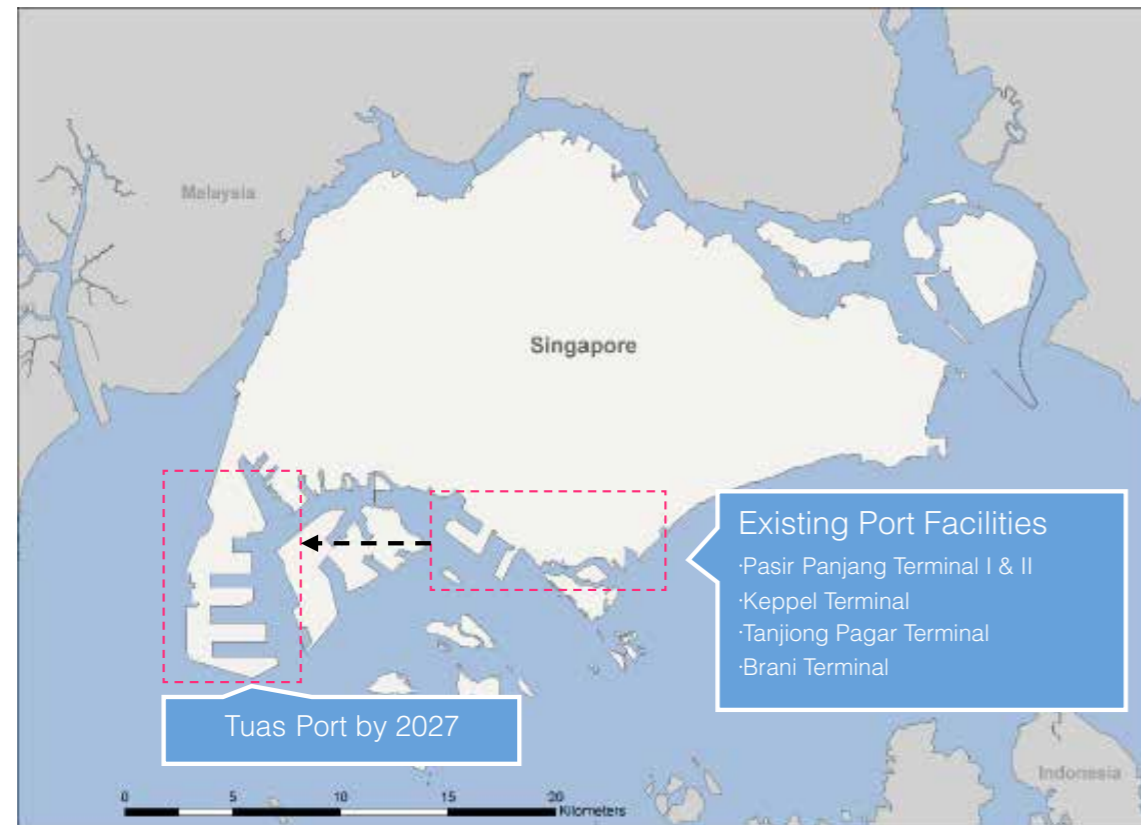 Malaysia
Singapore
Existing Port Facilities
·Pasir Panjang Terminal I & II
·Keppel Terminal
·Tanjiong Pagar Terminal
·Brani Terminal
Tuas Port by 2027
Indonesia
0 5 10 15 20
Kilometers